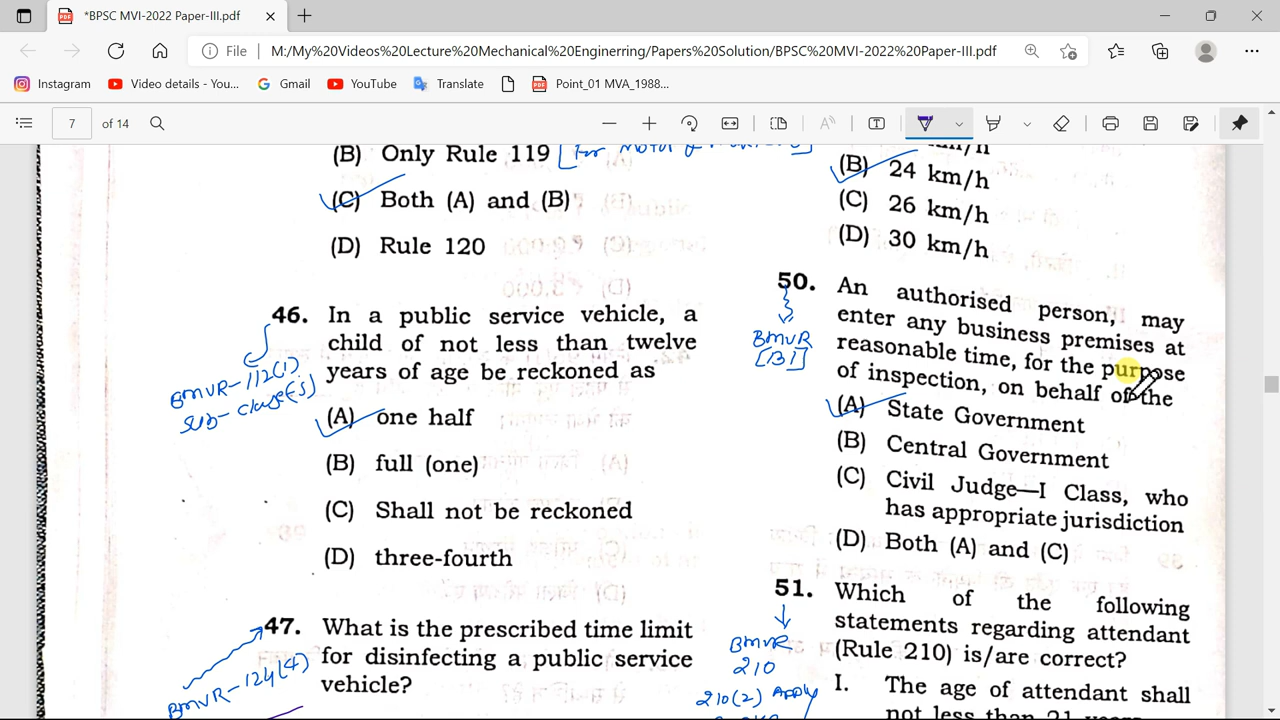 *BPSC MVI-2022 Paper-III.pdf
File
M:/My%20Videos%20Lecture%20Mechanical%20Enginerring/Papers%20Solution/BPSC%20MVI-2022%20Paper-III.pdf
Instagram
Video details - You...
Gmail
YouTube
Translate
Point_01 MVA_1988...
7
of 14
(B) Only Rule 119
(C) Both (A) and (B)
(D) Rule 120
46. In a public service vehicle, a
child of not less than twelve
years of age be reckoned as
BMVR-112(1)
(A) one half
(B) full (one)
(C) Shall not be reckoned
(D) three-fourth
47. What is the prescribed time limit
for disinfecting a public service
vehicle?
BMVR-124(4)
km/h
(B) 24 km/h
(C) 26 km/h
(D) 30 km/h
50. An authorised person, may
enter any business premises at
reasonable time, for the purpose
of inspection, on behalf of the
BMVR
[131]
(A) State Government
(B) Central Government
(C) Civil Judge—I Class, who
has appropriate jurisdiction
(D) Both (A) and (C)
51. Which of the following
statements regarding attendant
(Rule 210) is/are correct?
BMVR
210
210(2) APPLY
I. The age of attendant shall
not less than 21 years